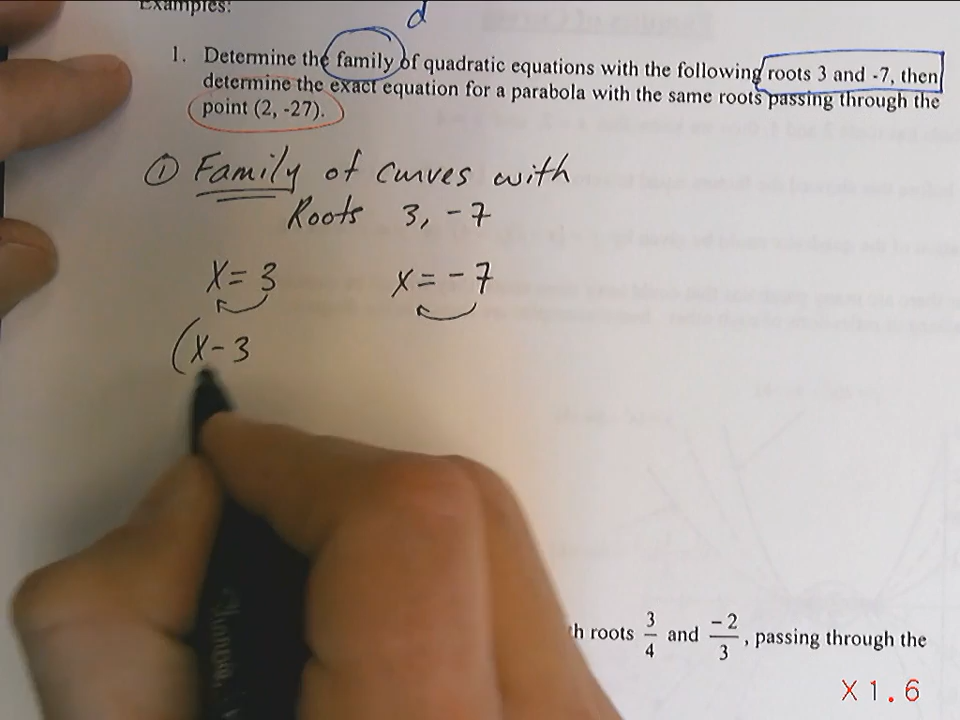 Examples:
d
1. Determine the family of quadratic equations with the following roots 3 and -7, then
determine the exact equation for a parabola with the same roots passing through the
point (2, -27).
① Family of curves with
Roots 3, -7
x = 3 x = -7
(x - 3
roots 3/4 and -2/3, passing through the
X1.6